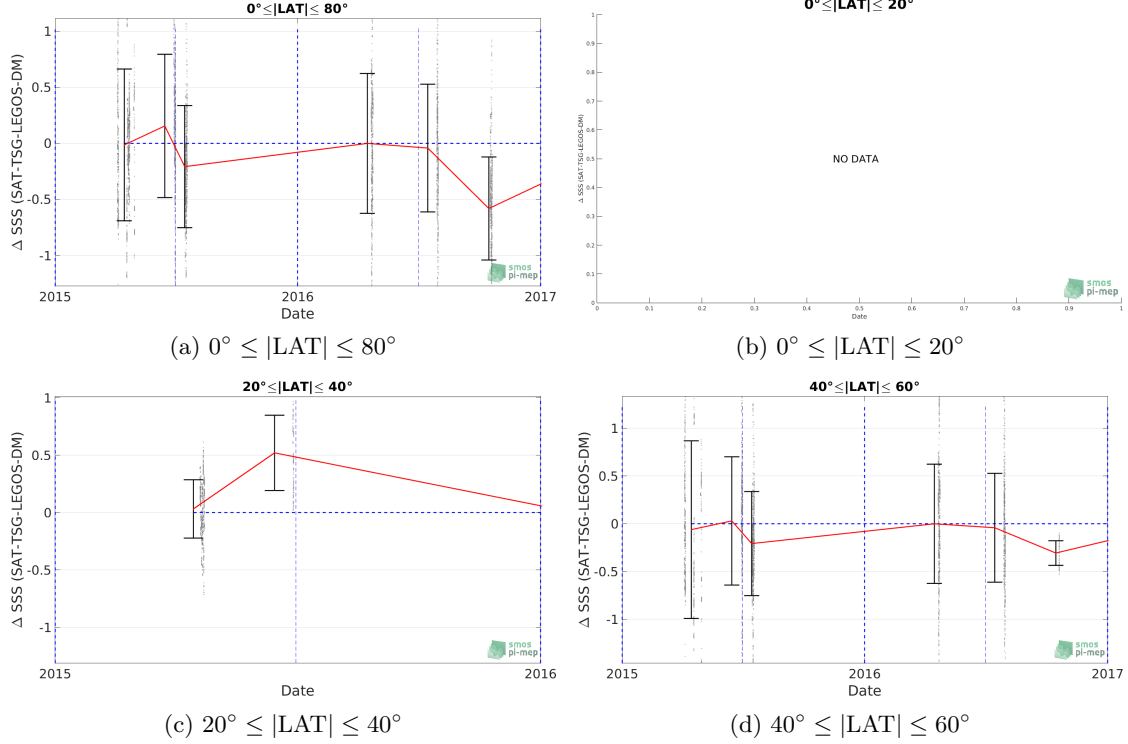 0°≤|LAT|≤ 80°
1
0.5
0
-0.5
-1
Δ SSS (SAT-TSG-LEGOS-DM)
2015
2016
2017
Date
smos
pi-mep
(a) 0° ≤ |LAT| ≤ 80°
0°≤|LAT|≤ 20°
1
0.9
0.8
0.7
0.6
0.5
0.4
0.3
0.2
0.1
0
Δ SSS (SAT-TSG-LEGOS-DM)
NO DATA
0
0.1
0.2
0.3
0.4
0.5
0.6
0.7
0.8
0.9
1
Date
smos
pi-mep
(b) 0° ≤ |LAT| ≤ 20°
20°≤|LAT|≤ 40°
1
0.5
0
-0.5
-1
Δ SSS (SAT-TSG-LEGOS-DM)
2015
2016
Date
smos
pi-mep
(c) 20° ≤ |LAT| ≤ 40°
40°≤|LAT|≤ 60°
1
0.5
0
-0.5
-1
Δ SSS (SAT-TSG-LEGOS-DM)
2015
2016
2017
Date
smos
pi-mep
(d) 40° ≤ |LAT| ≤ 60°